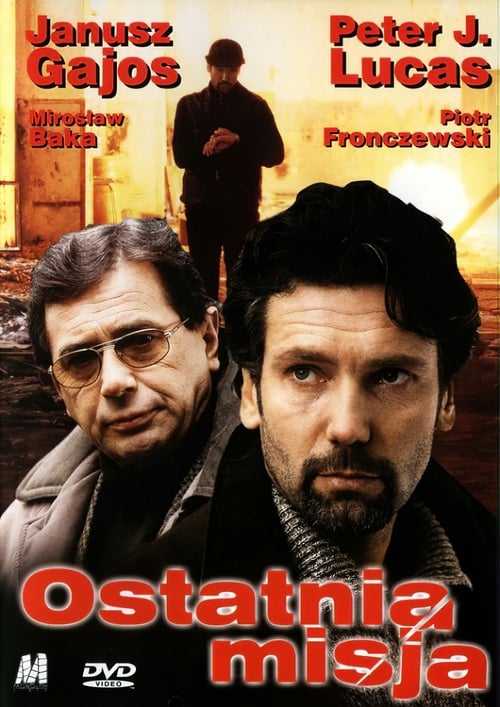 Janusz
Gajos
Peter J.
Lucas
Mirosław
Baka
Piotr
Fronczewski
Ostatnia
misja
DVD
VIDEO